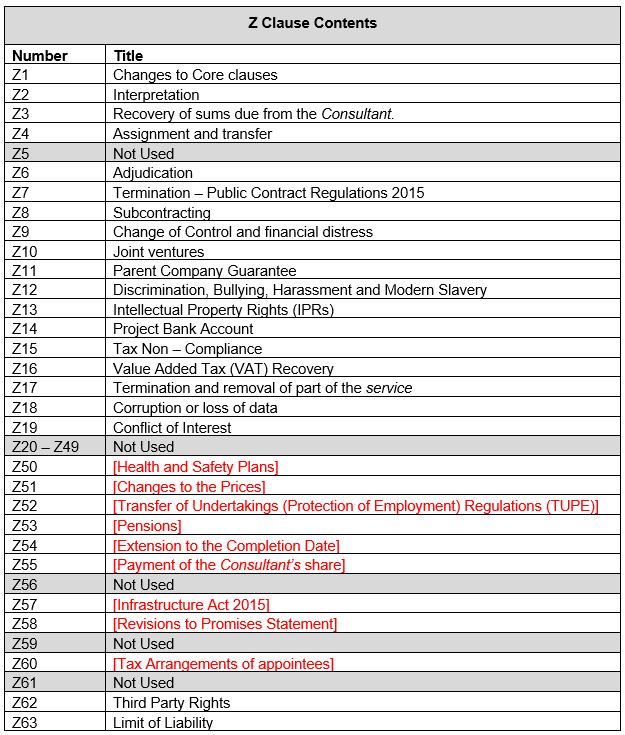 Z Clause Contents
Number Title
Z1 Changes to Core clauses
Z2 Interpretation
Z3 Recovery of sums due from the Consultant.
Z4 Assignment and transfer
Z5 Not Used
Z6 Adjudication
Z7 Termination – Public Contract Regulations 2015
Z8 Subcontracting
Z9 Change of Control and financial distress
Z10 Joint ventures
Z11 Parent Company Guarantee
Z12 Discrimination, Bullying, Harassment and Modern Slavery
Z13 Intellectual Property Rights (IPRs)
Z14 Project Bank Account
Z15 Tax Non – Compliance
Z16 Value Added Tax (VAT) Recovery
Z17 Termination and removal of part of the service
Z18 Corruption or loss of data
Z19 Conflict of Interest
Z20 – Z49 Not Used
Z50 [Health and Safety Plans]
Z51 [Changes to the Prices]
Z52 [Transfer of Undertakings (Protection of Employment) Regulations (TUPE)]
Z53 [Pensions]
Z54 [Extension to the Completion Date]
Z55 [Payment of the Consultant's share]
Z56 Not Used
Z57 [Infrastructure Act 2015]
Z58 [Revisions to Promises Statement]
Z59 Not Used
Z60 [Tax Arrangements of appointees]
Z61 Not Used
Z62 Third Party Rights
Z63 Limit of Liability